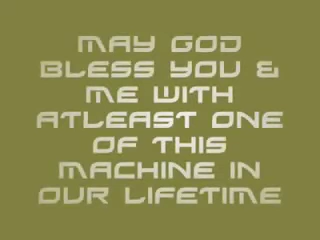 MAY GOD
BLESS YOU &
ME WITH
ATLEAST ONE
OF THIS
MACHINE IN
OUR LIFETIME